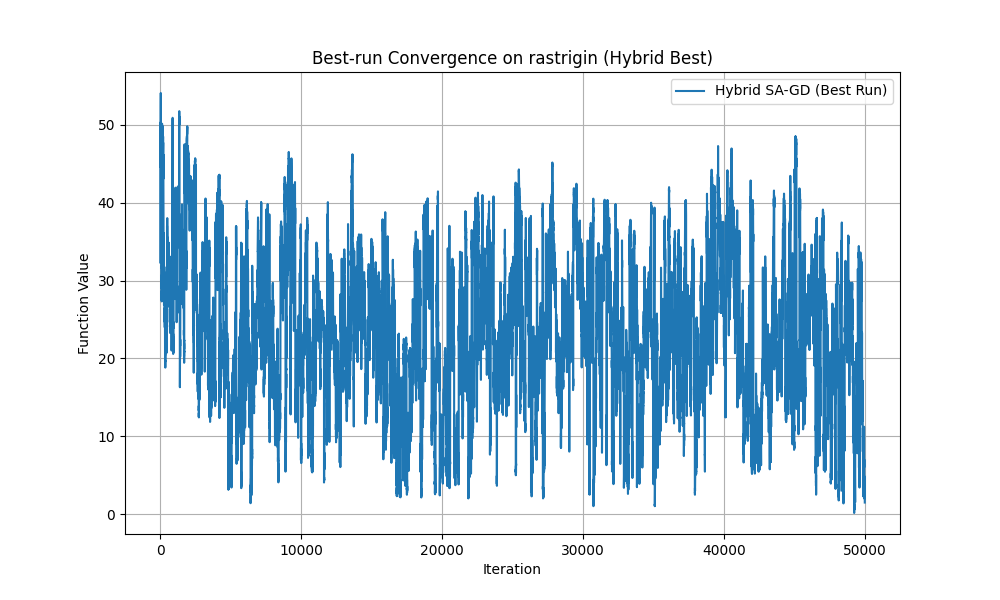 Best-run Convergence on rastrigin (Hybrid Best)
Hybrid SA-GD (Best Run)
Function Value
50
40
30
20
10
0
0 10000 20000 30000 40000 50000
Iteration